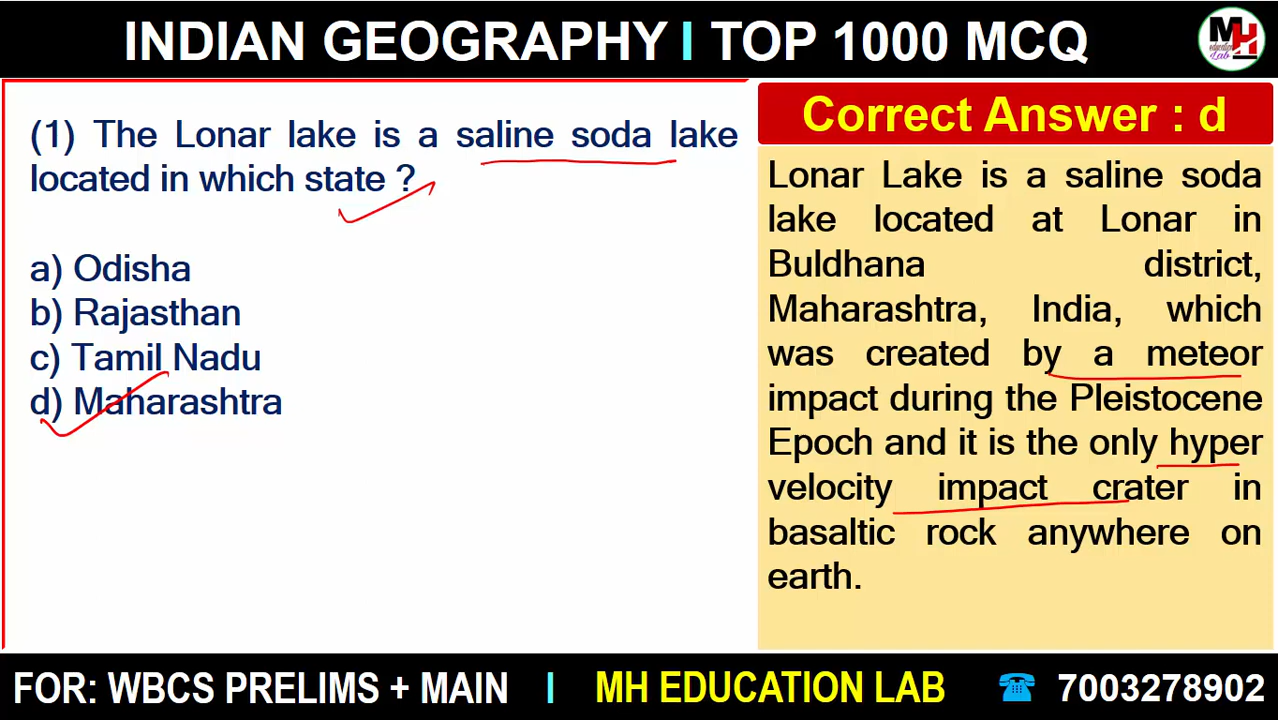 INDIAN GEOGRAPHY I TOP 1000 MCQ
MH
education
Lab
(1) The Lonar lake is a saline soda lake
located in which state ?
a) Odisha
b) Rajasthan
c) Tamil Nadu
d) Maharashtra
Correct Answer : d
Lonar Lake is a saline soda
lake located at Lonar in
Buldhana district,
Maharashtra, India, which
was created by a meteor
impact during the Pleistocene
Epoch and it is the only hyper
velocity impact crater in
basaltic rock anywhere on
earth.
FOR: WBCS PRELIMS + MAIN I MH EDUCATION LAB ☎ 7003278902